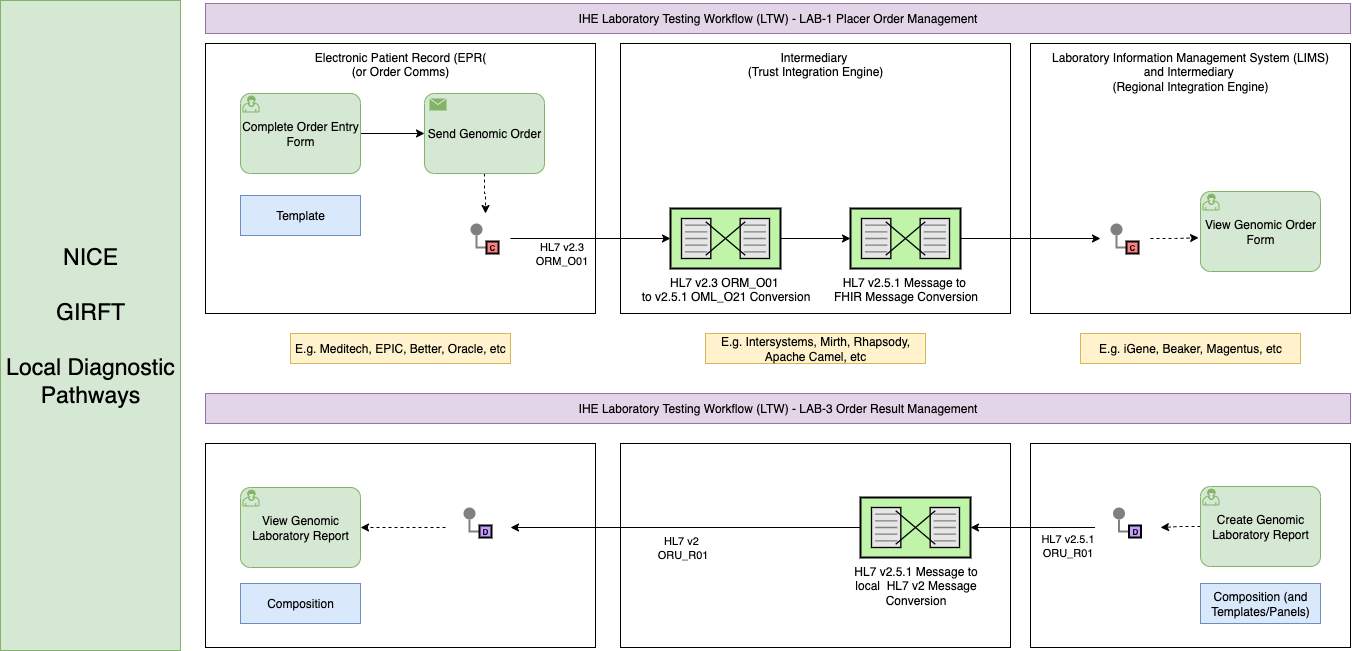 NICE
GIRFT
Local Diagnostic
Pathways
IHE Laboratory Testing Workflow (LTW) - LAB-1 Placer Order Management
Electronic Patient Record (EPR(
(or Order Comms)
Complete Order Entry
Form
Send Genomic Order
Template
C
HL7 v2.3
ORM_O01
Intermediary
(Trust Integration Engine)
HL7 v2.3 ORM_O01
to v2.5.1 OML_O21 Conversion
HL7 v2.5.1 Message to
FHIR Message Conversion
Laboratory Information Management System (LIMS)
and Intermediary
(Regional Integration Engine)
C
View Genomic Order
Form
E.g. Meditech, EPIC, Better, Oracle, etc
E.g. Intersystems, Mirth, Rhapsody,
Apache Camel, etc
E.g. iGene, Beaker, Magentus, etc
IHE Laboratory Testing Workflow (LTW) - LAB-3 Order Result Management
View Genomic
Laboratory Report
Composition
D
HL7 v2
ORU_R01
HL7 v2.5.1 Message to
local HL7 v2 Message
Conversion
HL7 v2.5.1
ORU_R01
D
Create Genomic
Laboratory Report
Composition (and
Templates/Panels)